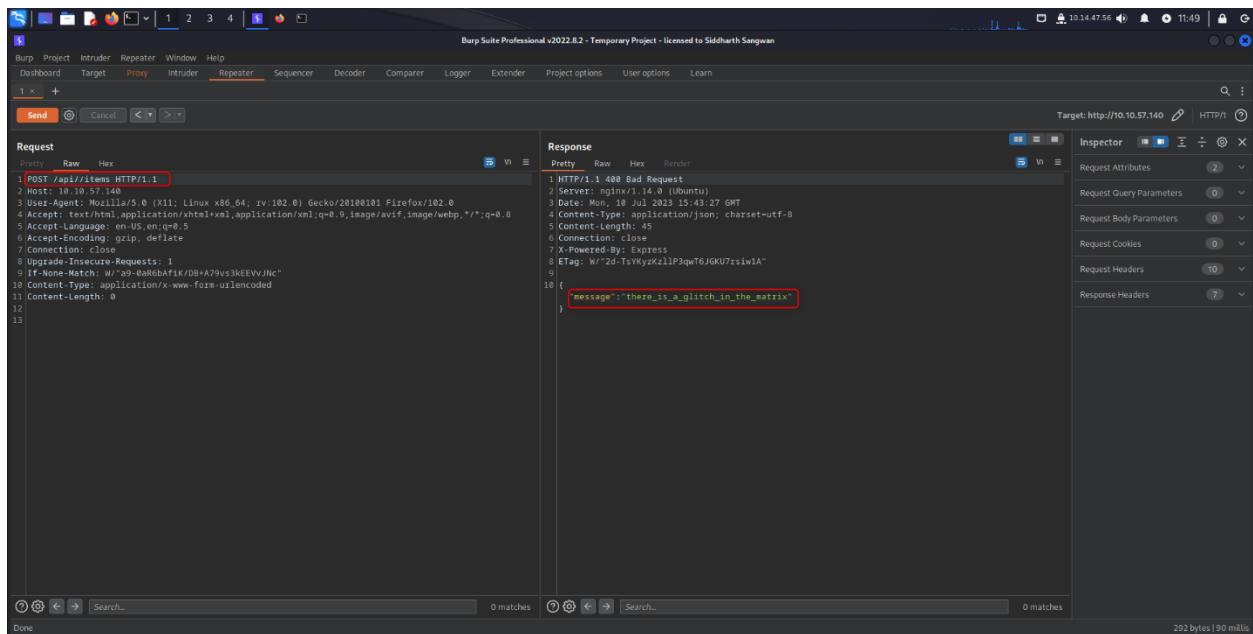 1 2 3 4
10.14.47.56 11:49
Burp Suite Professional v2022.8.2 - Temporary Project - licensed to Siddharth Sangwan
Burp Project Intruder Repeater Window Help
Dashboard Target Proxy Intruder Repeater Sequencer Decoder Comparer Logger Extender Project options User options Learn
1 × +
Send Cancel < >
Target: http://10.10.57.140 HTTP/1
Request
Pretty Raw Hex
1 POST /api//items HTTP/1.1
2 Host: 10.10.57.140
3 User-Agent: Mozilla/5.0 (X11; Linux x86_64; rv:102.0) Gecko/20100101 Firefox/102.0
4 Accept: text/html,application/xhtml+xml,application/xml;q=0.9,image/avif,image/webp,*/*;q=0.8
5 Accept-Language: en-US,en;q=0.5
6 Accept-Encoding: gzip, deflate
7 Connection: close
8 Upgrade-Insecure-Requests: 1
9 If-None-Match: W/"a9-0aR6bAfiK/DB+A79vs3kEEVvJNc"
10 Content-Type: application/x-www-form-urlencoded
11 Content-Length: 0
12
13
Search... 0 matches
Response
Pretty Raw Hex Render
1 HTTP/1.1 400 Bad Request
2 Server: nginx/1.14.0 (Ubuntu)
3 Date: Mon, 10 Jul 2023 15:43:27 GMT
4 Content-Type: application/json; charset=utf-8
5 Content-Length: 45
6 Connection: close
7 X-Powered-By: Express
8 ETag: W/"2d-TsYKyzKzllP3qwT6JGKU7rsiw1A"
9
10 {
"message":"there_is_a_glitch_in_the_matrix"
}
Search... 0 matches
Inspector
Request Attributes 2
Request Query Parameters 0
Request Body Parameters 0
Request Cookies 0
Request Headers 10
Response Headers 7
Done
292 bytes | 90 millis